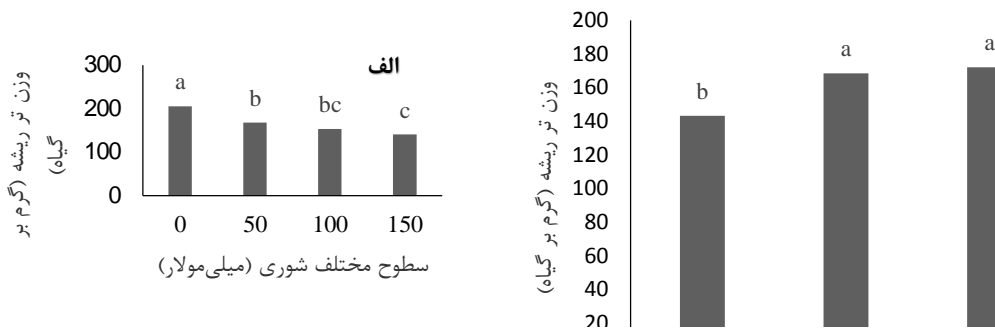 الف
300
200
100
0
a
b
bc
c
0 50 100 150
سطوح مختلف شوری (میلی‌مولار)
وزن تر ریشه (گرم بر
گیاه)
200
180
160
140
120
100
80
60
40
20
b
a
a
وزن تر ریشه (گرم بر گیاه)